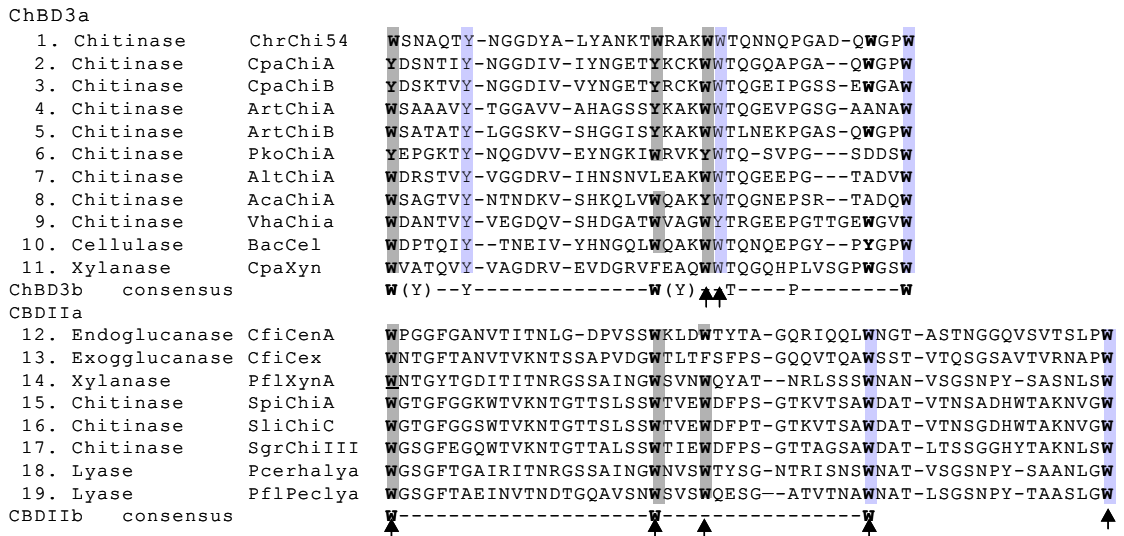 ChBD3a
1. Chitinase ChrChi54 WSNAQTY-NGGDYA-LYANKTWRAKWWTQNNQPGAD-QWGPW
2. Chitinase CpaChiA YDSNTIY-NGGDIV-IYNGETYKCKWWTQGQAPGA--QWGPW
3. Chitinase CpaChiB YDSKTVY-NGGDIV-VYNGETYRCKWWTQGEIPGSS-EWGAW
4. Chitinase ArtChiA WSAAAVY-TGGAVV-AHAGSSYKAKWWTQGEVPGSG-AANAW
5. Chitinase ArtChiB WSATATY-LGGSKV-SHGGISYKAKWWTLNEKPGAS-QWGPW
6. Chitinase PkoChiA YEPGKTY-NQGDVV-EYNGKIWRVKYWTQ-SVPG---SDDSW
7. Chitinase AltChiA WDRSTVY-VGGDRV-IHNSNVLEAKWWTQGEEPG---TADVW
8. Chitinase AcaChiA WSAGTVY-NTNDKV-SHKQLVWQAKYWTQGNEPSR--TADQW
9. Chitinase VhaChia WDANTVY-VEGDQV-SHDGATWVAGWYTRGEEPGTTGEWGVW
10. Cellulase BacCel WDPTQIY--TNEIV-YHNGQLWQAKWWTQNQEPGY--PYGPW
11. Xylanase CpaXyn WVATQVY-VAGDRV-EVDGRVFEAQWWTQGQHPLVSGPWGSW
ChBD3b consensus W(Y)--Y-------------W(Y)--T----P--------W
CBDIIa
12. Endoglucanase CfiCenA WPGGFGANVTITNLG-DPVSSWKLDWTYTA-GQRIQQLWNGT-ASTNGGQVSVTSLPW
13. Exogglucanase CfiCex WNTGFTANVTVKNTSSAPVDGWTLTFSFPS-GQQVTQAWSST-VTQSGSAVTVRNAPW
14. Xylanase PflXynA WNTGYTGDITITNRGSSAINGWSVNWQYAT--NRLSSSWNAN-VSGSNPY-SASNLSW
15. Chitinase SpiChiA WGTGFGGKWTVKNTGTTSLSSWTVEWDFPS-GTKVTSAWDAT-VTNSADHWTAKNVGW
16. Chitinase SliChiC WGTGFGGSWTVKNTGTTSLSSWTVEWDFPT-GTKVTSAWDAT-VTNSGDHWTAKNVGW
17. Chitinase SgrChiIII WGSGFEGQWTVKNTGTTALSSWTIEWDFPS-GTTAGSAWDAT-LTSSGGHYTAKNLSW
18. Lyase Pcerhalya WGSGFTGAIRITNRGSSAINGWNVSWTYSG-NTRISNSWNAT-VSGSNPY-SAANLGW
19. Lyase PflPeclya WGSGFTAEINVTNDTGQAVSNWSVSWQESG—-ATVTNAWNAT-LSGSNPY-TAASLGW
CBDIIb consensus W--------------------W----------------W